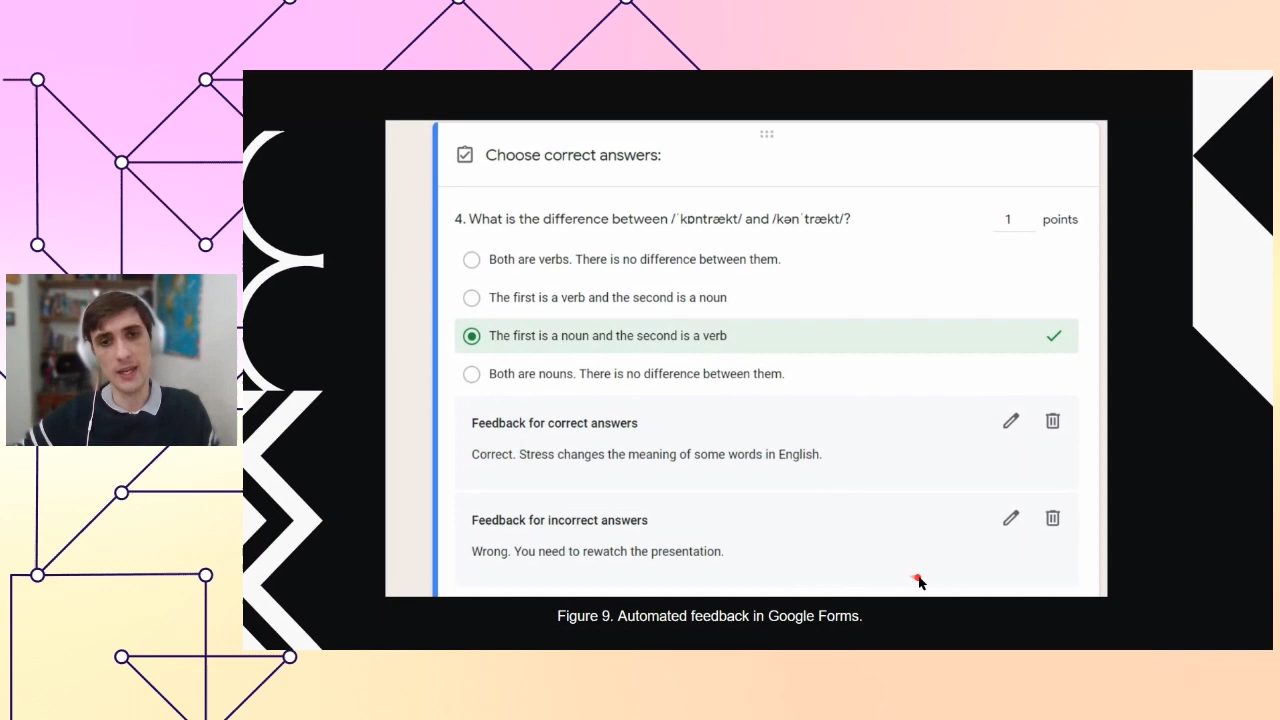 Choose correct answers:
4. What is the difference between /ˈkɒntrækt/ and /kənˈtrækt/?
1 points
Both are verbs. There is no difference between them.
The first is a verb and the second is a noun
The first is a noun and the second is a verb
Both are nouns. There is no difference between them.
Feedback for correct answers
Correct. Stress changes the meaning of some words in English.
Feedback for incorrect answers
Wrong. You need to rewatch the presentation.
Figure 9. Automated feedback in Google Forms.